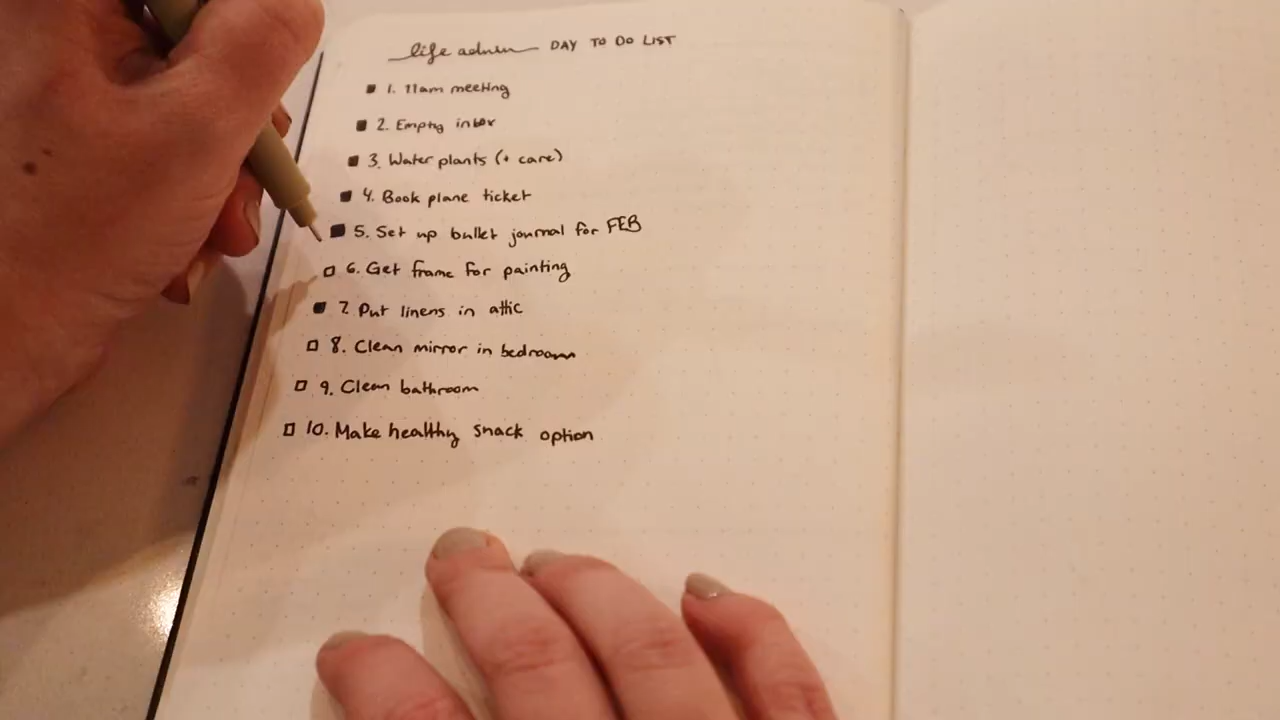 life admin DAY TO DO LIST
1. 11am meeting
2. Empty inbox
3. Water plants (+ care)
4. Book plane ticket
5. Set up bullet journal for FEB
6. Get frame for painting
7. Put linens in attic
8. Clean mirror in bedroom
9. Clean bathroom
10. Make healthy snack option